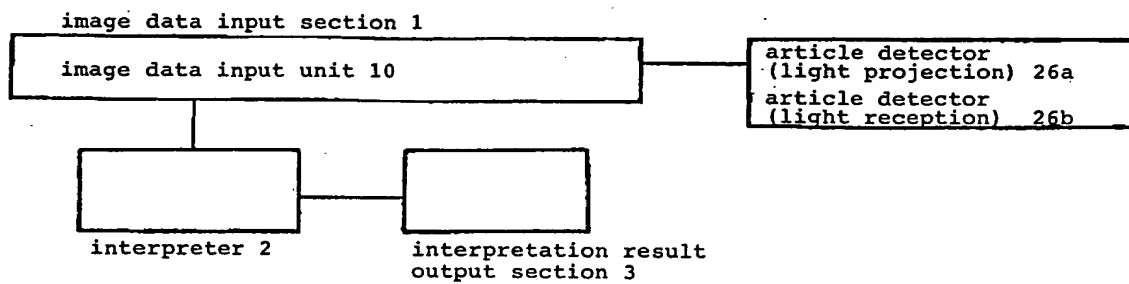 image data input section 1
image data input unit 10
article detector
(light projection) 26a
article detector
(light reception) 26b
interpreter 2
interpretation result
output section 3